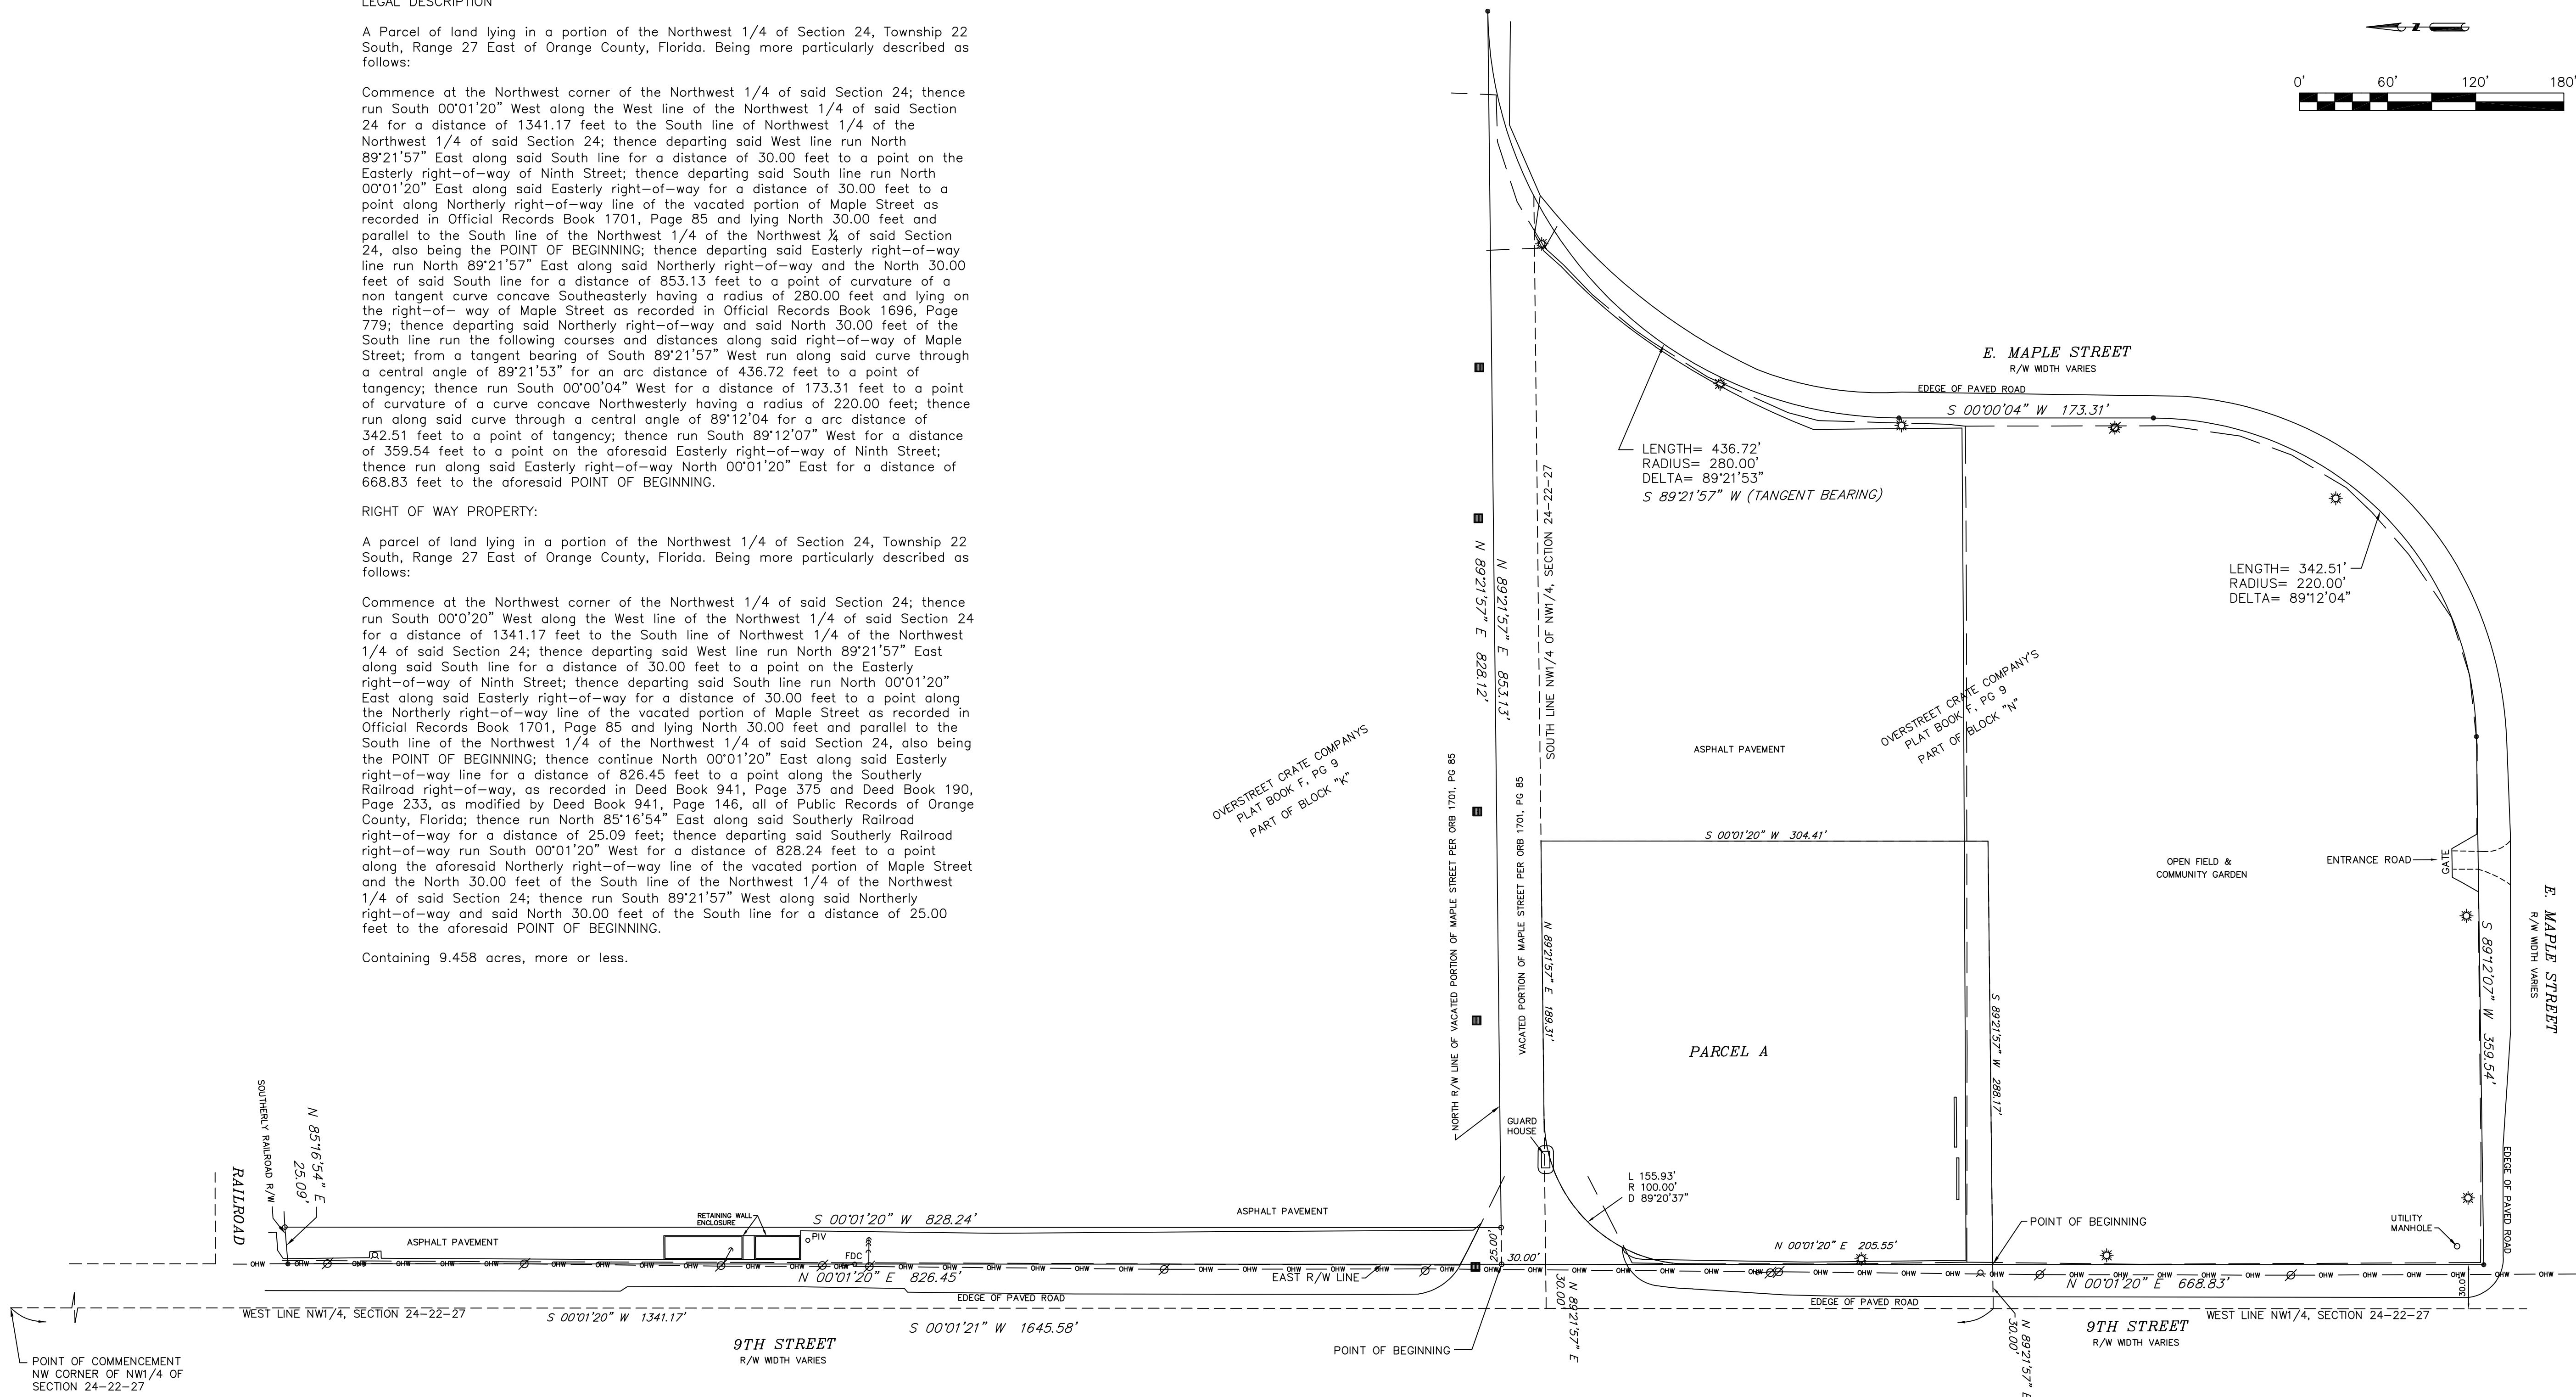 LEGAL DESCRIPTION
A Parcel of land lying in a portion of the Northwest 1/4 of Section 24, Township 22
South, Range 27 East of Orange County, Florida. Being more particularly described as
follows:
Commence at the Northwest corner of the Northwest 1/4 of said Section 24; thence
run South 00°01'20" West along the West line of the Northwest 1/4 of said Section
24 for a distance of 1341.17 feet to the South line of Northwest 1/4 of the
Northwest 1/4 of said Section 24; thence departing said West line run North
89°21'57" East along said South line for a distance of 30.00 feet to a point on the
Easterly right-of-way of Ninth Street; thence departing said South line run North
00°01'20" East along said Easterly right-of-way for a distance of 30.00 feet to a
point along Northerly right-of-way line of the vacated portion of Maple Street as
recorded in Official Records Book 1701, Page 85 and lying North 30.00 feet and
parallel to the South line of the Northwest 1/4 of the Northwest ¼ of said Section
24, also being the POINT OF BEGINNING; thence departing said Easterly right-of-way
line run North 89°21'57" East along said Northerly right-of-way and the North 30.00
feet of said South line for a distance of 853.13 feet to a point of curvature of a
non tangent curve concave Southeasterly having a radius of 280.00 feet and lying on
the right-of- way of Maple Street as recorded in Official Records Book 1696, Page
779; thence departing said Northerly right-of-way and said North 30.00 feet of the
South line run the following courses and distances along said right-of-way of Maple
Street; from a tangent bearing of South 89°21'57" West run along said curve through
a central angle of 89°21'53" for an arc distance of 436.72 feet to a point of
tangency; thence run South 00°00'04" West for a distance of 173.31 feet to a point
of curvature of a curve concave Northwesterly having a radius of 220.00 feet; thence
run along said curve through a central angle of 89°12'04 for a arc distance of
342.51 feet to a point of tangency; thence run South 89°12'07" West for a distance
of 359.54 feet to a point on the aforesaid Easterly right-of-way of Ninth Street;
thence run along said Easterly right-of-way North 00°01'20" East for a distance of
668.83 feet to the aforesaid POINT OF BEGINNING.
RIGHT OF WAY PROPERTY:
A parcel of land lying in a portion of the Northwest 1/4 of Section 24, Township 22
South, Range 27 East of Orange County, Florida. Being more particularly described as
follows:
Commence at the Northwest corner of the Northwest 1/4 of said Section 24; thence
run South 00°0'20" West along the West line of the Northwest 1/4 of said Section 24
for a distance of 1341.17 feet to the South line of Northwest 1/4 of the Northwest
1/4 of said Section 24; thence departing said West line run North 89°21'57" East
along said South line for a distance of 30.00 feet to a point on the Easterly
right-of-way of Ninth Street; thence departing said South line run North 00°01'20"
East along said Easterly right-of-way for a distance of 30.00 feet to a point along
the Northerly right-of-way line of the vacated portion of Maple Street as recorded in
Official Records Book 1701, Page 85 and lying North 30.00 feet and parallel to the
South line of the Northwest 1/4 of the Northwest 1/4 of said Section 24, also being
the POINT OF BEGINNING; thence continue North 00°01'20" East along said Easterly
right-of-way line for a distance of 826.45 feet to a point along the Southerly
Railroad right-of-way, as recorded in Deed Book 941, Page 375 and Deed Book 190,
Page 233, as modified by Deed Book 941, Page 146, all of Public Records of Orange
County, Florida; thence run North 85°16'54" East along said Southerly Railroad
right-of-way for a distance of 25.09 feet; thence departing said Southerly Railroad
right-of-way run South 00°01'20" West for a distance of 828.24 feet to a point
along the aforesaid Northerly right-of-way line of the vacated portion of Maple Street
and the North 30.00 feet of the South line of the Northwest 1/4 of the Northwest
1/4 of said Section 24; thence run South 89°21'57" West along said Northerly
right-of-way and said North 30.00 feet of the South line for a distance of 25.00
feet to the aforesaid POINT OF BEGINNING.
Containing 9.458 acres, more or less.
Z
0' 60' 120' 180'
E. MAPLE STREET
R/W WIDTH VARIES
EDEGE OF PAVED ROAD
S 00°00'04" W 173.31'
LENGTH= 436.72'
RADIUS= 280.00'
DELTA= 89°21'53"
S 89°21'57" W (TANGENT BEARING)
LENGTH= 342.51'
RADIUS= 220.00'
DELTA= 89°12'04"
N 89°21'57" E 828.12'
N 89°21'57" E 853.13'
SOUTH LINE NW1/4 OF NW1/4, SECTION 24-22-27
OVERSTREET CRATE COMPANYS
PLAT BOOK F, PG 9
PART OF BLOCK "K"
OVERSTREET CRATE COMPANY'S
PLAT BOOK F, PG 9
PART OF BLOCK "N"
ASPHALT PAVEMENT
NORTH R/W LINE OF VACATED PORTION OF MAPLE STREET PER ORB 1701, PG 85
VACATED PORTION OF MAPLE STREET PER ORB 1701, PG 85
S 00°01'20" W 304.41'
N 89°21'57" E 189.31'
PARCEL A
S 89°21'57" W 288.17'
OPEN FIELD &
COMMUNITY GARDEN
ENTRANCE ROAD
GATE
S 89°12'07" W 359.54'
E. MAPLE STREET
R/W WIDTH VARIES
EDEGE OF PAVED ROAD
GUARD
HOUSE
L 155.93'
R 100.00'
D 89°20'37"
N 00°01'20" E 205.55'
POINT OF BEGINNING
UTILITY
MANHOLE
RAILROAD
SOUTHERLY RAILROAD R/W
N 85°16'54" E
25.09'
ASPHALT PAVEMENT
RETAINING WALL
ENCLOSURE
PIV
FDC
S 00°01'20" W 828.24'
ASPHALT PAVEMENT
25.00'
30.00'
OHW OHW OHW OHW OHW OHW OHW OHW OHW OHW
N 00°01'20" E 826.45'
EAST R/W LINE
N 00°01'20" E 668.83'
30.0'
EDEGE OF PAVED ROAD
EDEGE OF PAVED ROAD
WEST LINE NW1/4, SECTION 24-22-27
S 00°01'20" W 1341.17'
S 00°01'21" W 1645.58'
9TH STREET
R/W WIDTH VARIES
POINT OF BEGINNING
N 89°21'57" E
30.00'
N 89°21'57" E
30.00'
9TH STREET
R/W WIDTH VARIES
WEST LINE NW1/4, SECTION 24-22-27
POINT OF COMMENCEMENT
NW CORNER OF NW1/4 OF
SECTION 24-22-27